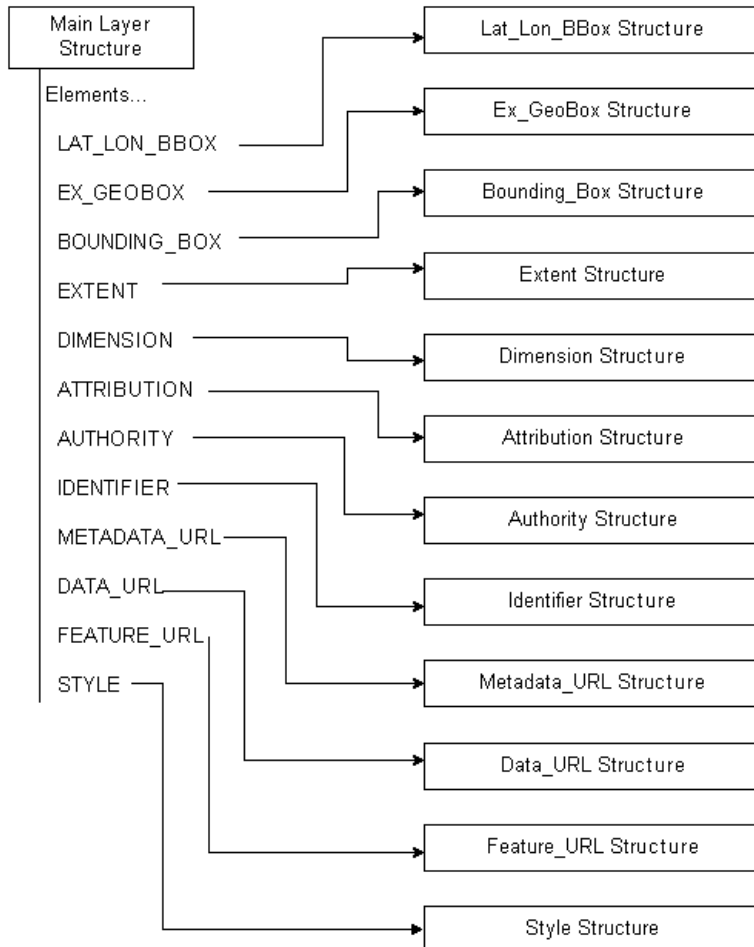 Main Layer
Structure
Elements...
LAT_LON_BBOX
EX_GEOBOX
BOUNDING_BOX
EXTENT
DIMENSION
ATTRIBUTION
AUTHORITY
IDENTIFIER
METADATA_URL
DATA_URL
FEATURE_URL
STYLE
Lat_Lon_BBox Structure
Ex_GeoBox Structure
Bounding_Box Structure
Extent Structure
Dimension Structure
Attribution Structure
Authority Structure
Identifier Structure
Metadata_URL Structure
Data_URL Structure
Feature_URL Structure
Style Structure